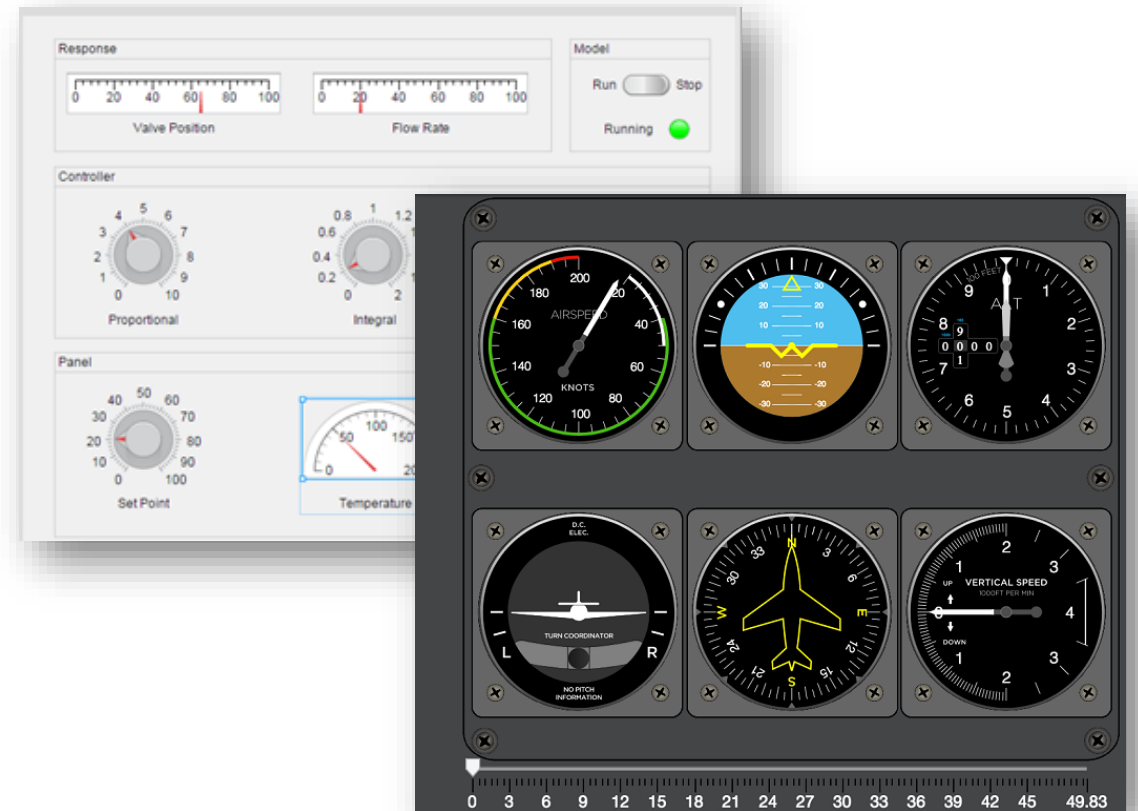 Response
Model
0 20 40 60 80 100
0 20 40 60 80 100
Run
Stop
Valve Position
Flow Rate
Running
Controller
0 1 2 3 4 5 6 7 8 9 10
Proportional
0 0.2 0.4 0.6 0.8 1 1.2
2
Integral
Panel
0 10 20 30 40 50 60 70 80 90 100
Set Point
0 50 100 150
Temperature
200 180 160 140 120 100 80 60 40 20
AIRSPEED
KNOTS
30 30
20 20
10 10
-10 -10
-20 -20
-30 -30
100 FEET
ALT
9 1 8 2 7 3 6 5 4
9
0 0 0 0
1
D.C.
ELEC.
TURN COORDINATOR
L R
NO PITCH
INFORMATION
N 3 6 E 12 15 S 21 24 W 30 33
2
1 3
UP
VERTICAL SPEED
1000FT PER MIN
0 4
DOWN
1 3
2
0 3 6 9 12 15 18 21 24 27 30 33 36 39 42 45 49.83